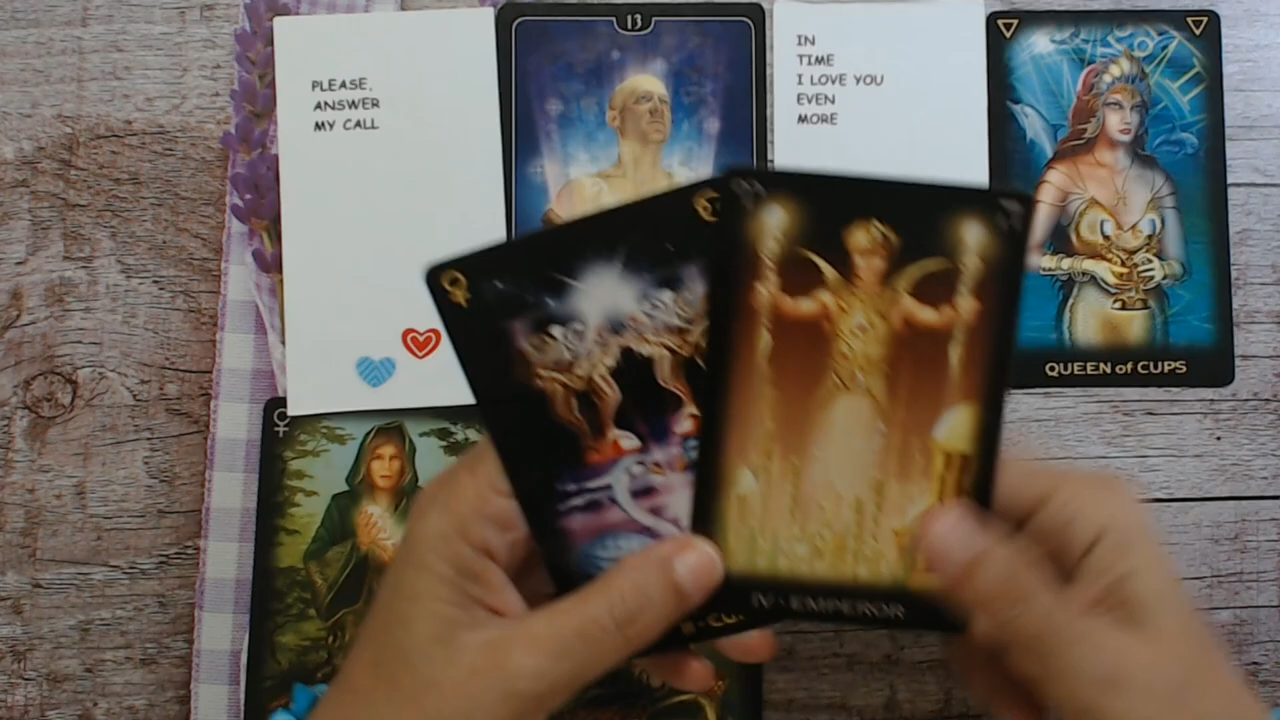 PLEASE,
ANSWER
MY CALL
13
IN
TIME
I LOVE YOU
EVEN
MORE
QUEEN of CUPS
IV - EMPEROR